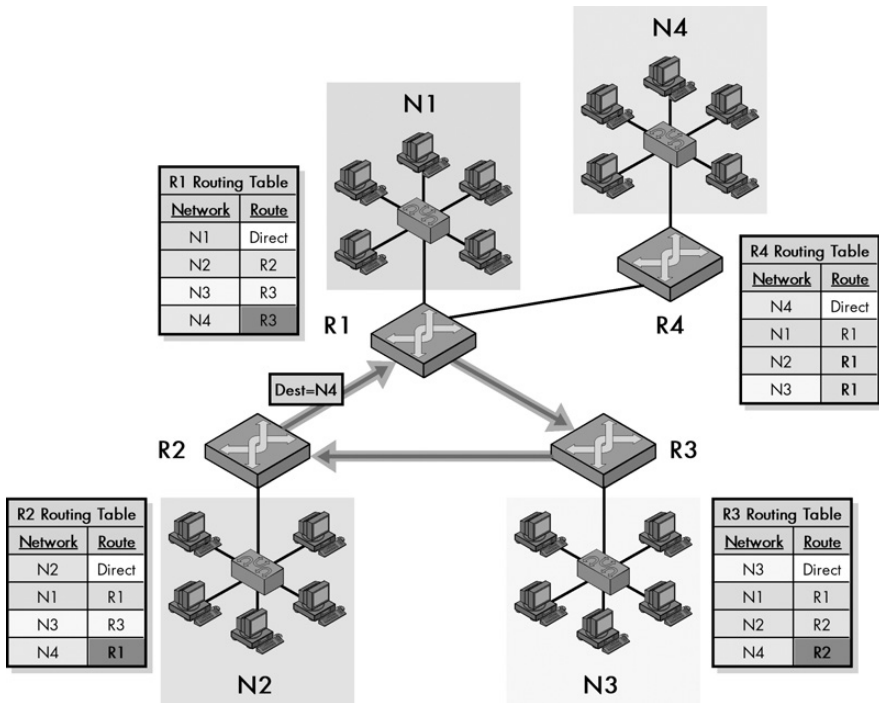 N4
N1
R1 Routing Table
Network Route
N1 Direct
N2 R2
N3 R3
N4 R3
R4 Routing Table
Network Route
N4 Direct
N1 R1
N2 R1
N3 R1
R1
R4
Dest=N4
R2
R3
R2 Routing Table
Network Route
N2 Direct
N1 R1
N3 R3
N4 R1
R3 Routing Table
Network Route
N3 Direct
N1 R1
N2 R2
N4 R2
N2
N3